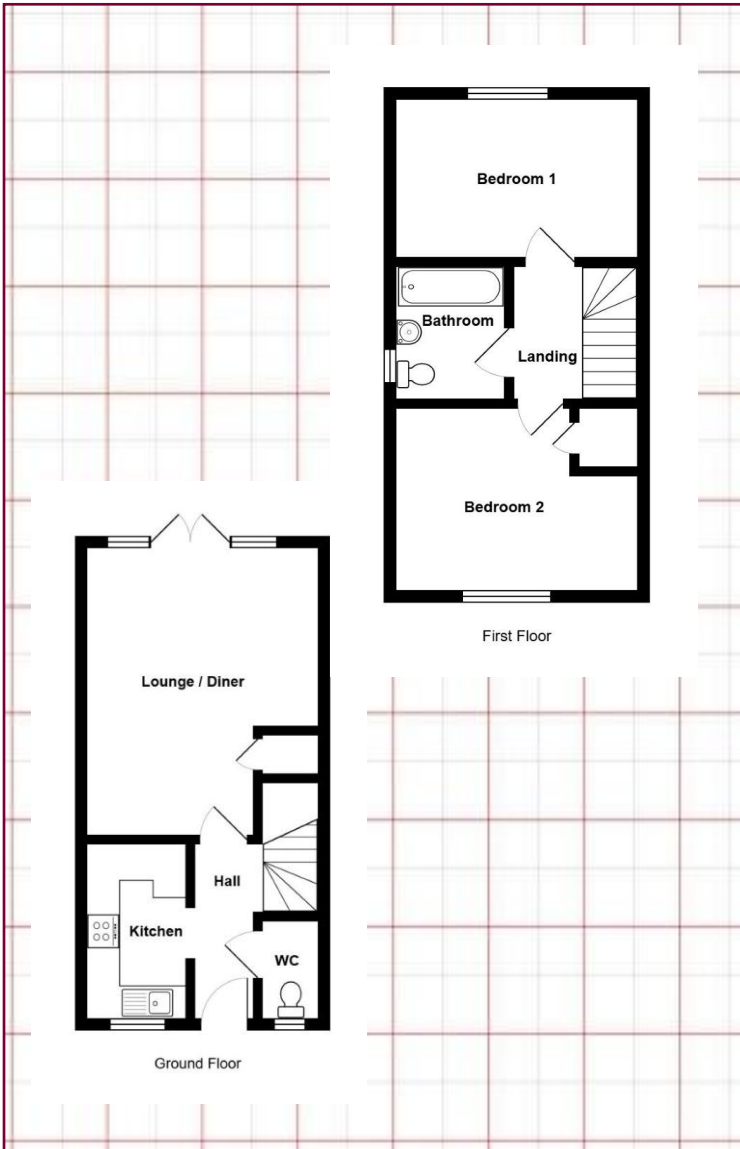 Bedroom 1
Bathroom
Landing
Bedroom 2
First Floor
Lounge / Diner
Hall
Kitchen
WC
Ground Floor